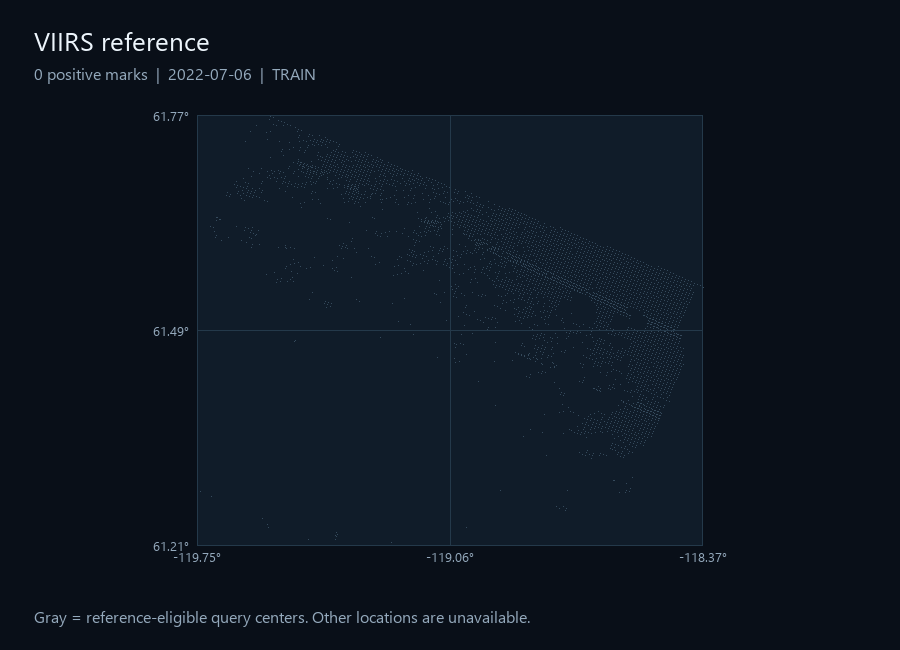 VIIRS reference
0 positive marks | 2022-07-06 | TRAIN
61.77°
61.49°
61.21°
-119.75°
-119.06°
-118.37°
Gray = reference-eligible query centers. Other locations are unavailable.